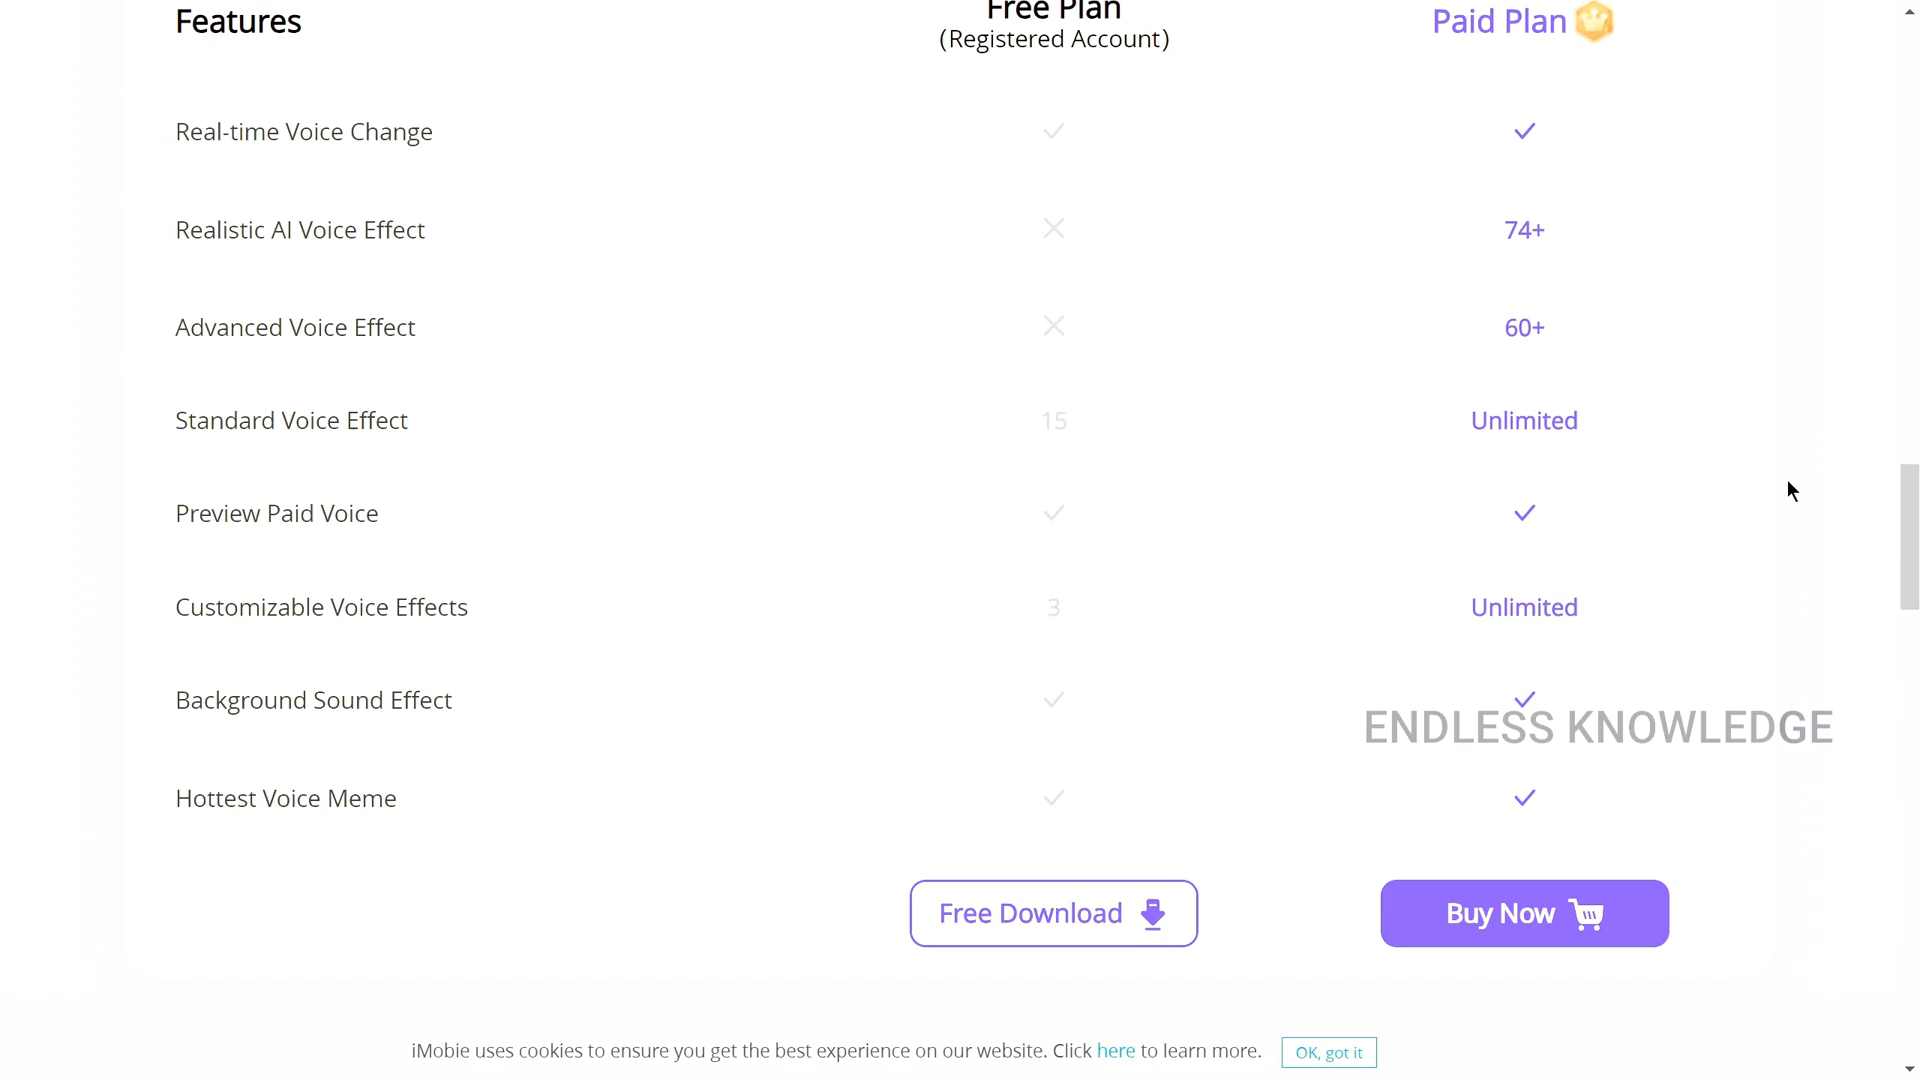 Features
Free Plan
(Registered Account)
Paid Plan
Real-time Voice Change
Realistic AI Voice Effect
74+
Advanced Voice Effect
60+
Standard Voice Effect
15
Unlimited
Preview Paid Voice
Customizable Voice Effects
3
Unlimited
Background Sound Effect
ENDLESS KNOWLEDGE
Hottest Voice Meme
Free Download
Buy Now
iMobie uses cookies to ensure you get the best experience on our website. Click here to learn more.
OK, got it